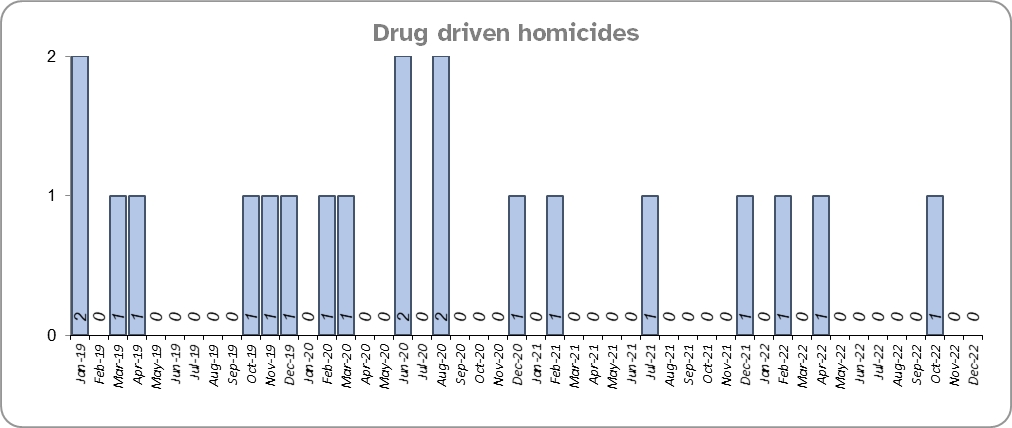 Drug driven homicides
2
1
0
2 0 1 1 0 0 0 0 0 1 1 1 0 1 1 0 0 2 0 2 0 0 0 1 0 1 0 0 0 0 1 0 0 0 0 1 0 1 0 1 0 0 0 0 0 1 0 0
Jan-19 Feb-19 Mar-19 Apr-19 May-19 Jun-19 Jul-19 Aug-19 Sep-19 Oct-19 Nov-19 Dec-19 Jan-20 Feb-20 Mar-20 Apr-20 May-20 Jun-20 Jul-20 Aug-20 Sep-20 Oct-20 Nov-20 Dec-20 Jan-21 Feb-21 Mar-21 Apr-21 May-21 Jun-21 Jul-21 Aug-21 Sep-21 Oct-21 Nov-21 Dec-21 Jan-22 Feb-22 Mar-22 Apr-22 May-22 Jun-22 Jul-22 Aug-22 Sep-22 Oct-22 Nov-22 Dec-22